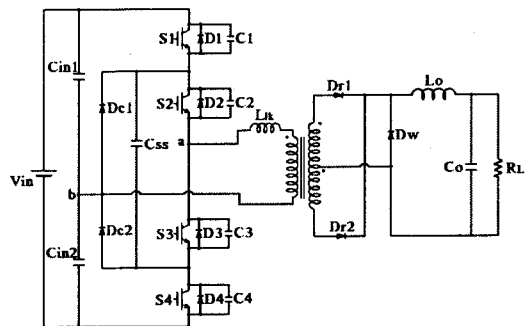 S1 D1 C1
Cin1
Dc1 S2 D2 C2 Dr1 Lo
Css a Llk Dw
Vin b Co RL
Dc2 S3 D3 C3 Dr2
Cin2
S4 D4 C4